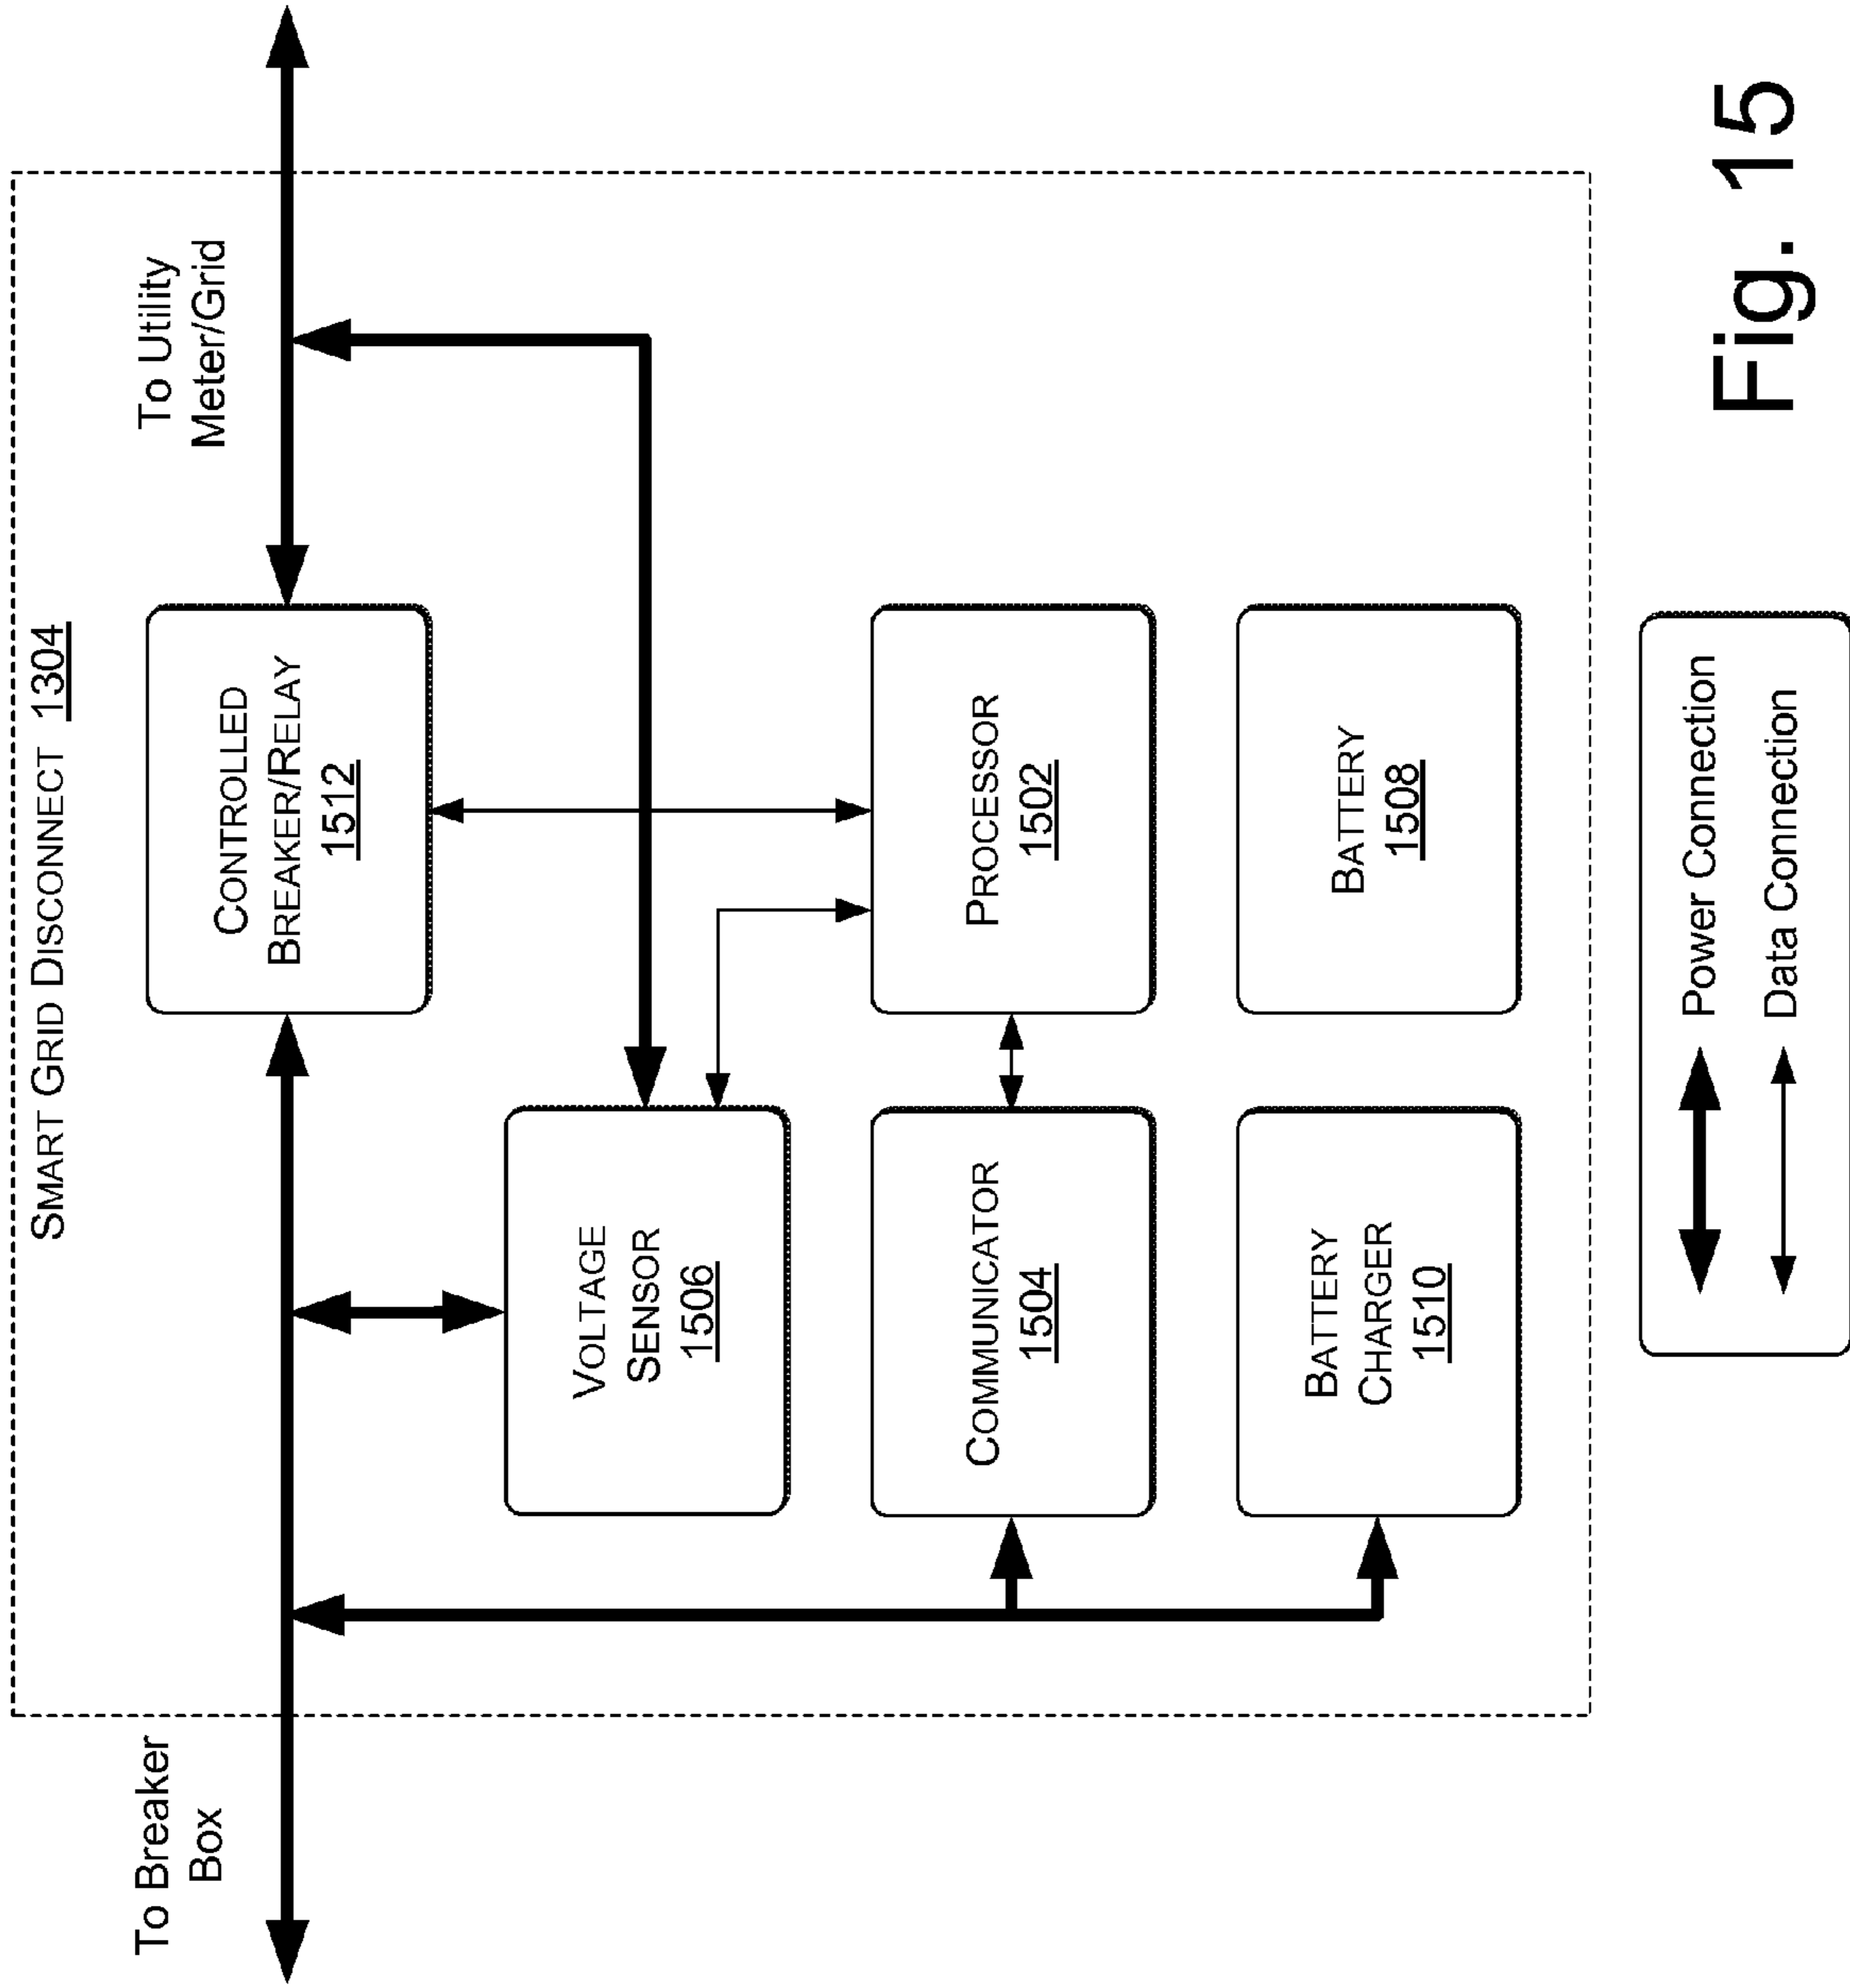 SMART GRID DISCONNECT 1304
To Breaker
Box
To Utility
Meter/Grid
CONTROLLED
BREAKER/RELAY
1512
VOLTAGE
SENSOR
1506
COMMUNICATOR
1504
PROCESSOR
1502
BATTERY
CHARGER
1510
BATTERY
1508
Power Connection
Data Connection
Fig. 15